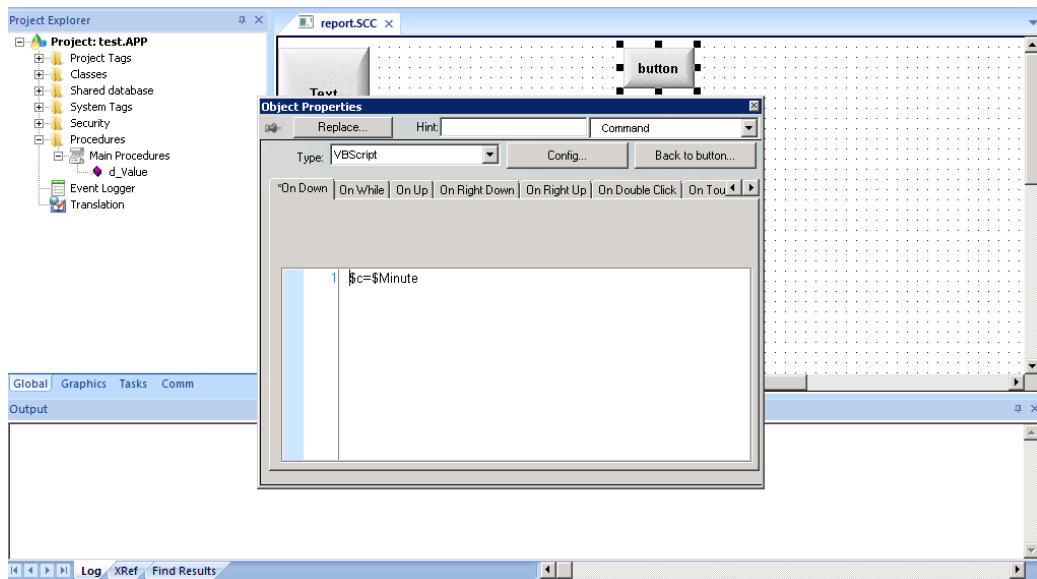 Project Explorer
report.SCC
Project: test.APP
Project Tags
Classes
Shared database
System Tags
Security
Procedures
Main Procedures
d_Value
Event Logger
Translation
Text
button
Object Properties
Replace... Hint: Command
Type: VBScript Config... Back to button...
*On Down On While On Up On Right Down On Right Up On Double Click On Tou
1 $c=$Minute
Global Graphics Tasks Comm
Output
Log XRef Find Results